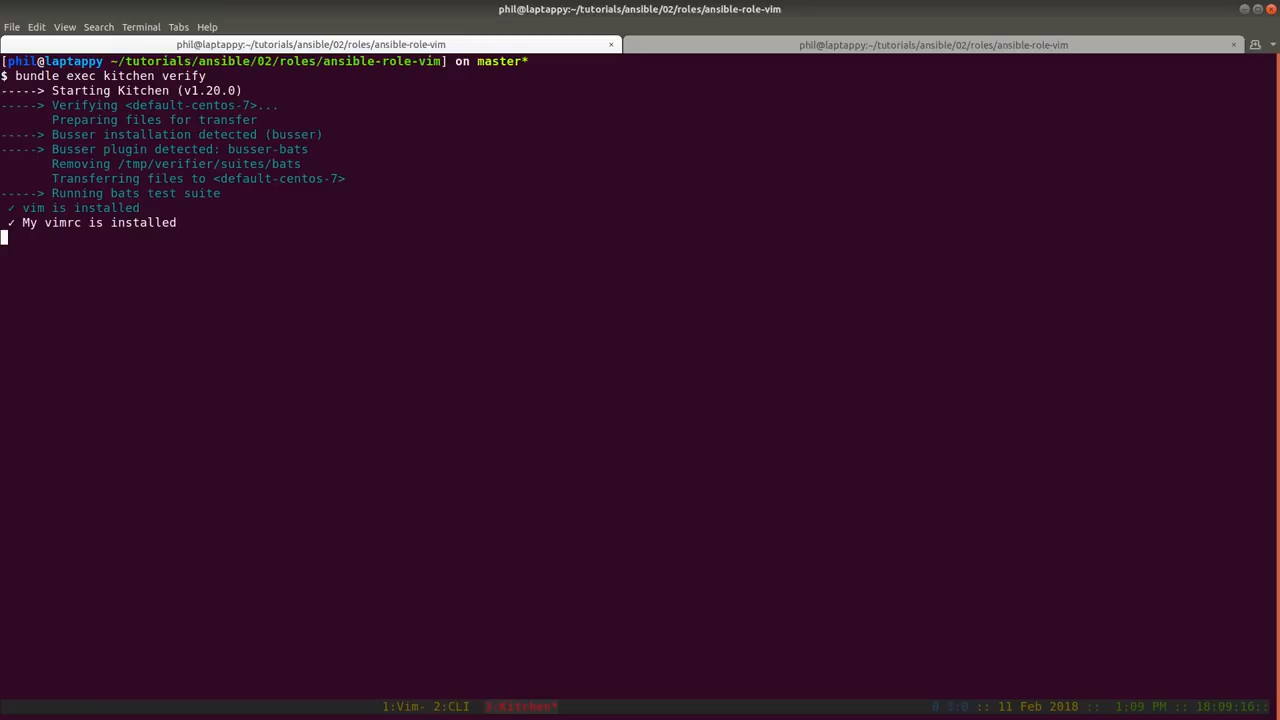 phil@laptappy:~/tutorials/ansible/02/roles/ansible-role-vim
File Edit View Search Terminal Tabs Help
phil@laptappy:~/tutorials/ansible/02/roles/ansible-role-vim × phil@laptappy:~/tutorials/ansible/02/roles/ansible-role-vim ×
[phil@laptappy ~/tutorials/ansible/02/roles/ansible-role-vim] on master*
$ bundle exec kitchen verify
-----> Starting Kitchen (v1.20.0)
-----> Verifying <default-centos-7>...
       Preparing files for transfer
-----> Busser installation detected (busser)
-----> Busser plugin detected: busser-bats
       Removing /tmp/verifier/suites/bats
       Transferring files to <default-centos-7>
-----> Running bats test suite
 ✓ vim is installed
 ✓ My vimrc is installed
1:Vim- 2:CLI 3:Kitchen* 0 3:0 :: 11 Feb 2018 :: 1:09 PM :: 18:09:16::